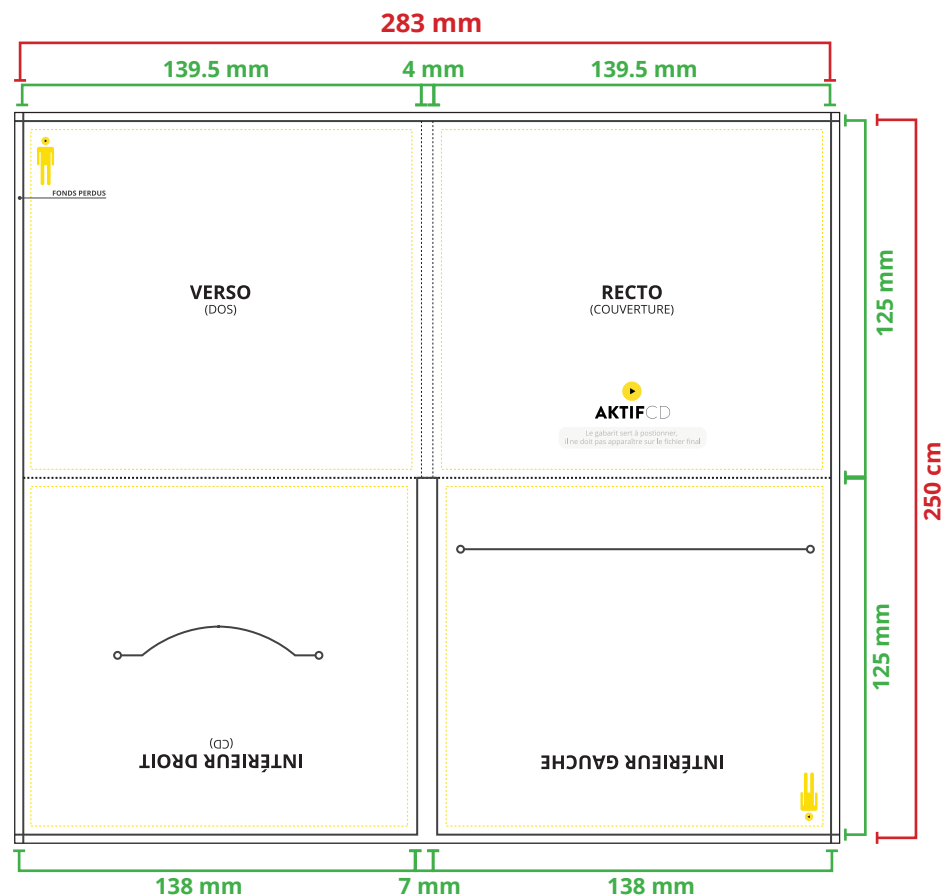 283 mm
139.5 mm 4 mm 139.5 mm
FONDS PERDUS
VERSO
(DOS)
RECTO
(COUVERTURE)
AKTIFCD
Le gabarit sert à postionner,
il ne doit pas apparaître sur le fichier final
125 mm
250 cm
125 mm
INTÉRIEUR DROIT
(CD)
INTÉRIEUR GAUCHE
138 mm 7 mm 138 mm